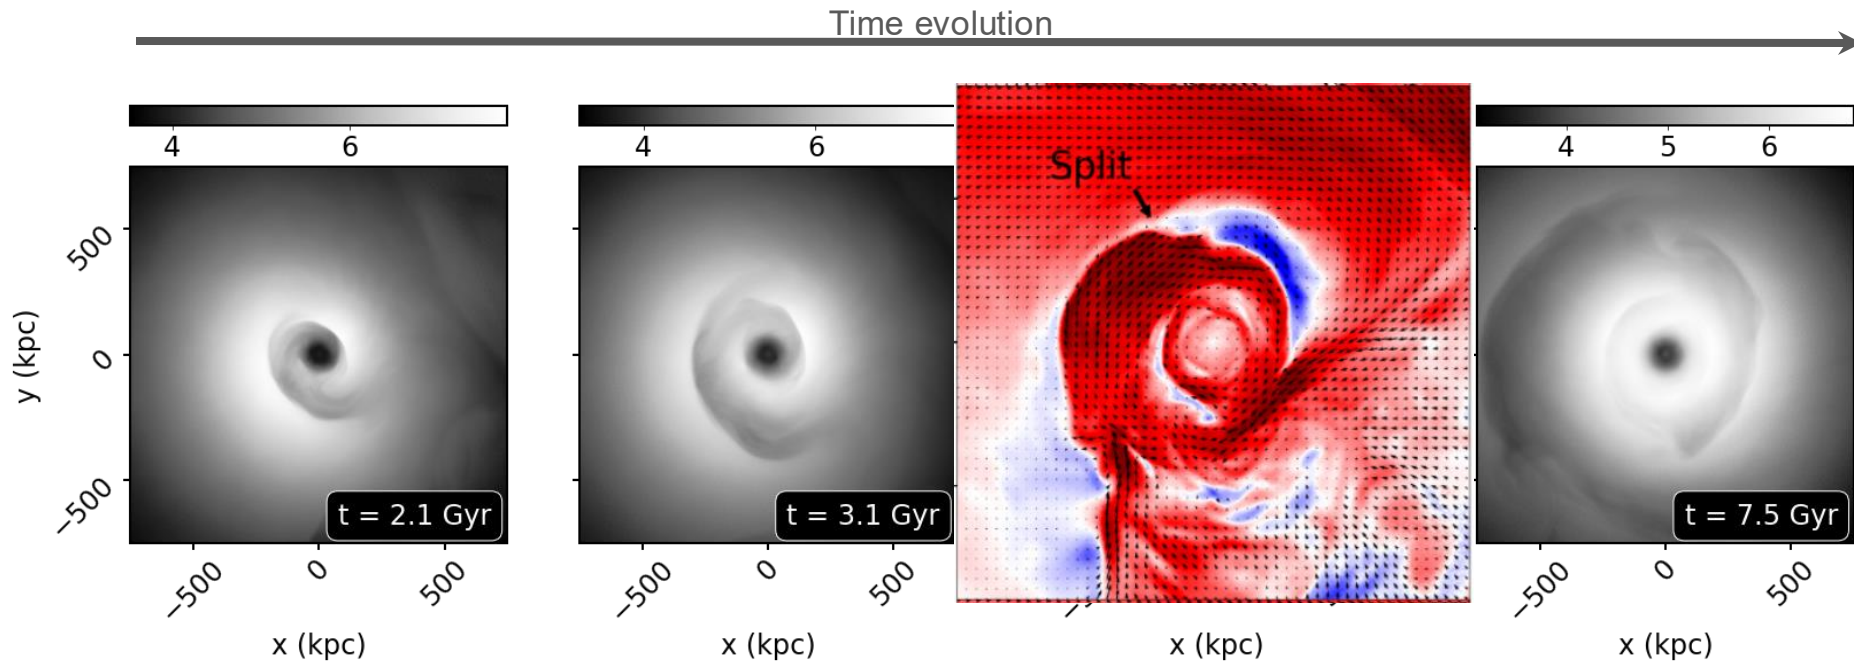 Time evolution
4 6
4 6
4 5 6
Split
y (kpc)
500
0
−500
t = 2.1 Gyr
t = 3.1 Gyr
t = 7.5 Gyr
−500 0 500
−500 0 500
−500 0 500
x (kpc)
x (kpc)
x (kpc)
x (kpc)